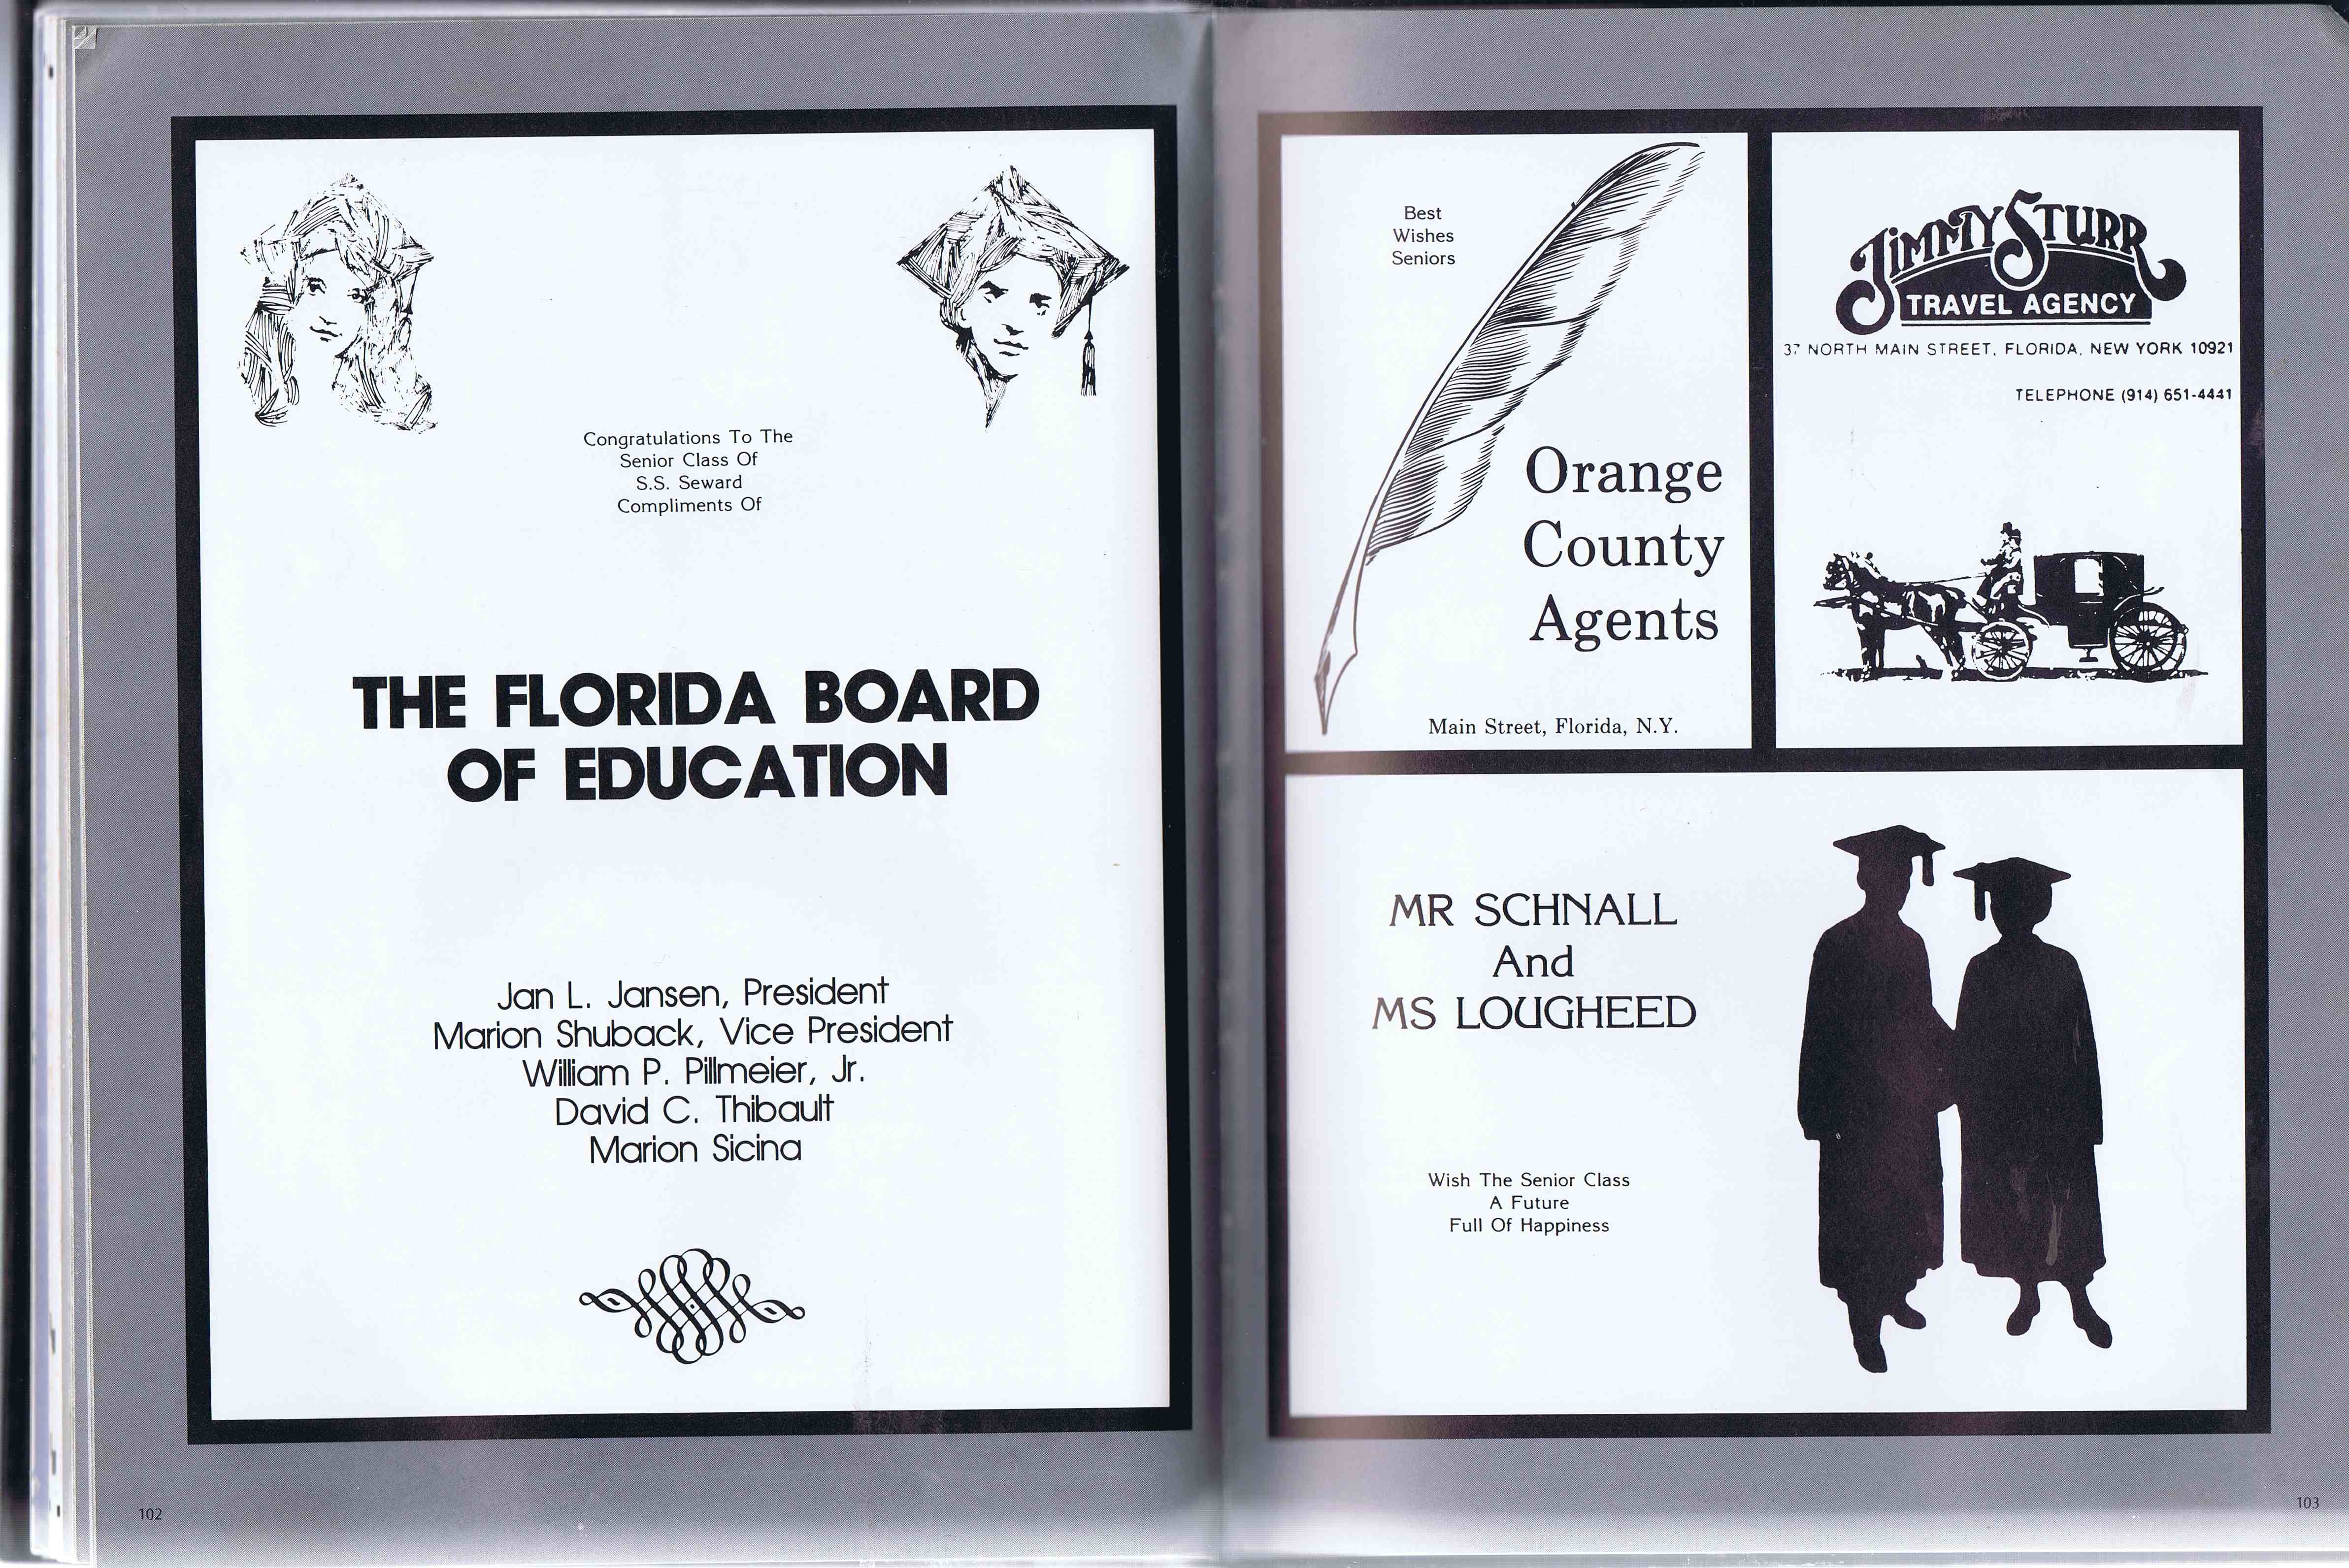 Congratulations To The
Senior Class Of
S.S. Seward
Compliments Of
THE FLORIDA BOARD
OF EDUCATION
Jan L. Jansen, President
Marion Shuback, Vice President
William P. Pillmeier, Jr.
David C. Thibault
Marion Sicina
102
Best
Wishes
Seniors
Orange
County
Agents
Main Street, Florida, N.Y.
JIMMY STURR
TRAVEL AGENCY
37 NORTH MAIN STREET, FLORIDA, NEW YORK 10921
TELEPHONE (914) 651-4441
MR SCHNALL
And
MS LOUGHEED
Wish The Senior Class
A Future
Full Of Happiness
103